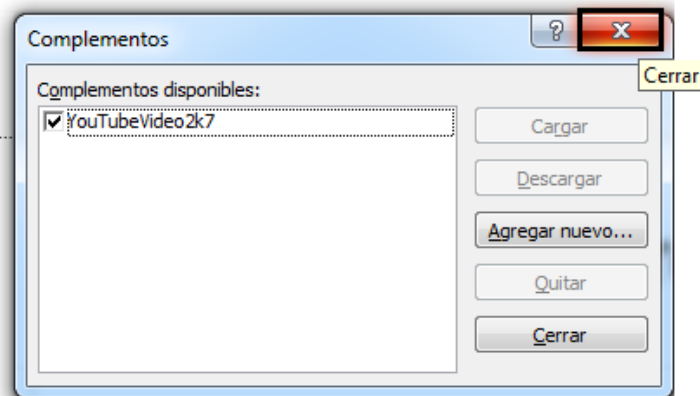 Complementos
? X
Cerrar
Complementos disponibles:
YouTubeVideo2k7
Cargar
Descargar
Agregar nuevo...
Quitar
Cerrar